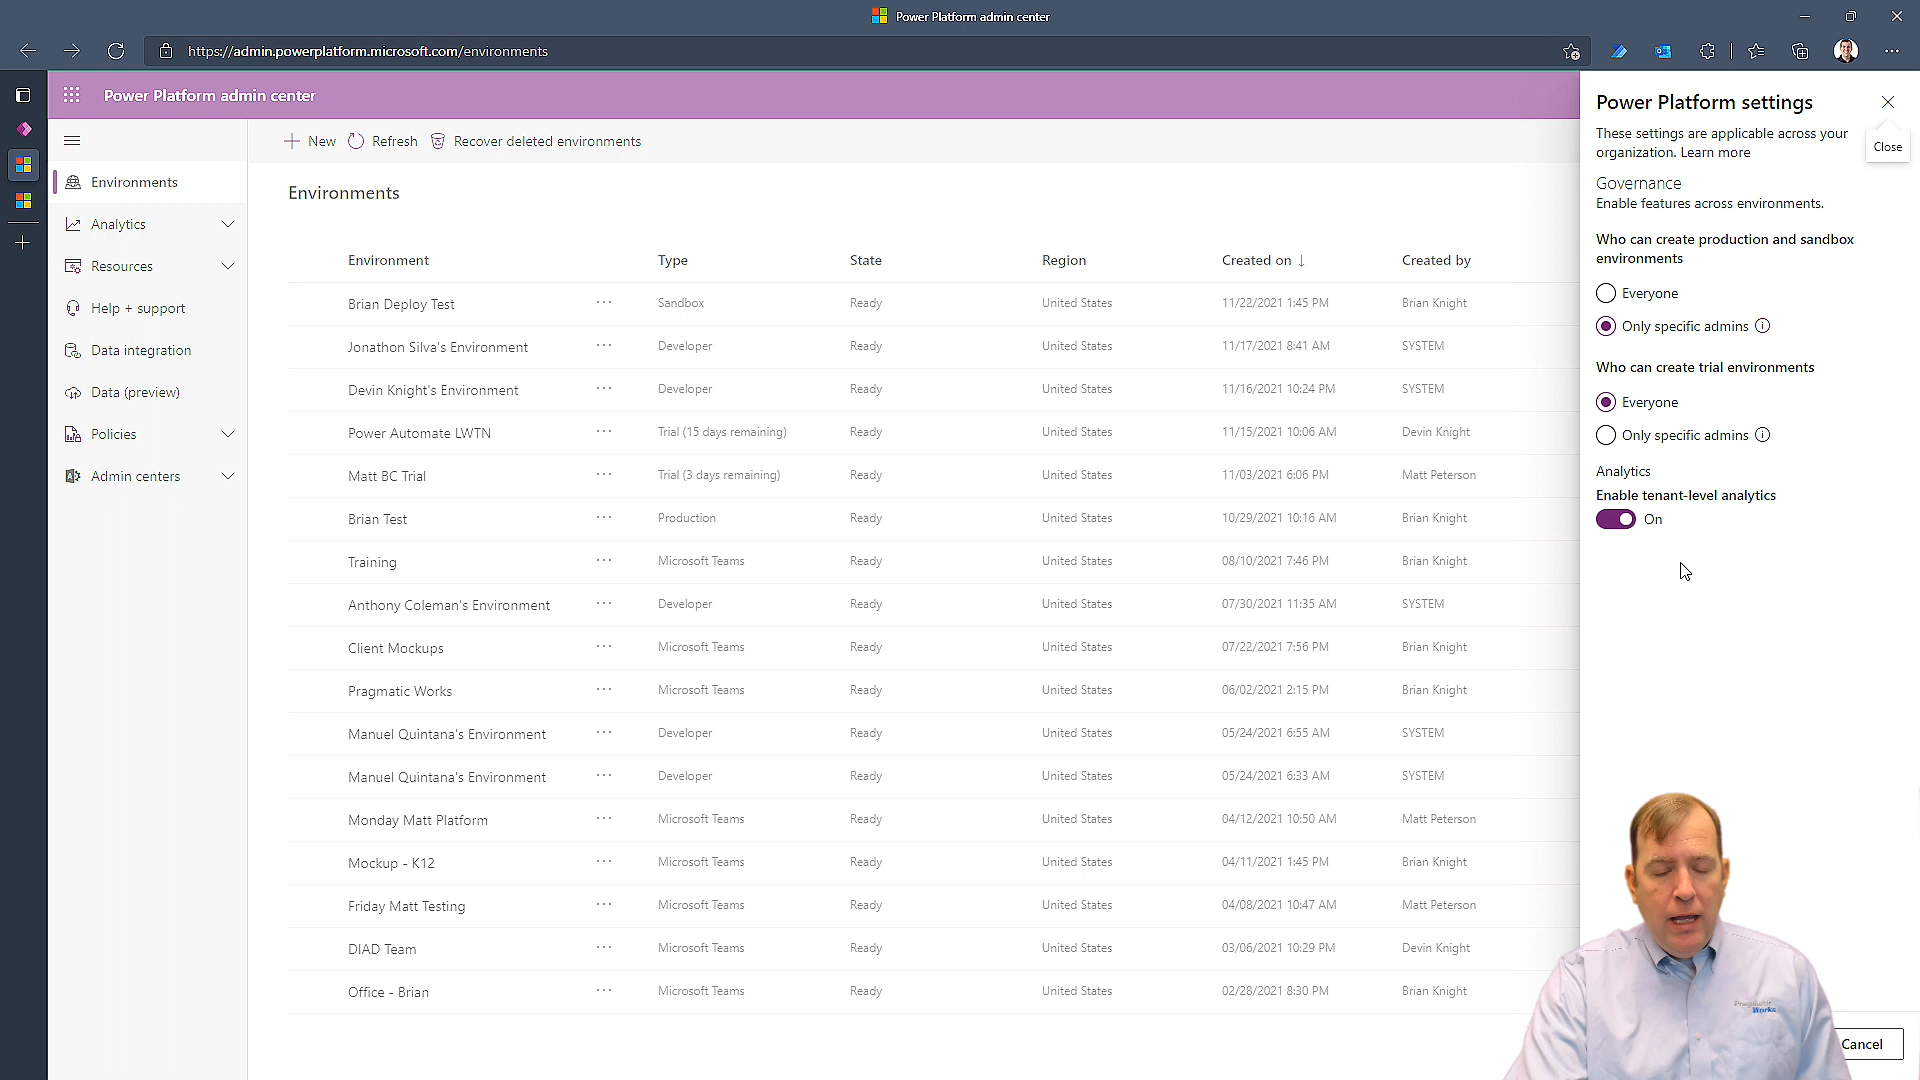 Power Platform admin center
https://admin.powerplatform.microsoft.com/environments
Power Platform admin center
New
Refresh
Recover deleted environments
Environments
Analytics
Resources
Help + support
Data integration
Data (preview)
Policies
Admin centers
Environments
Environment Type State Region Created on ↓ Created by
Brian Deploy Test ... Sandbox Ready United States 11/22/2021 1:45 PM Brian Knight
Jonathon Silva's Environment ... Developer Ready United States 11/17/2021 8:41 AM SYSTEM
Devin Knight's Environment ... Developer Ready United States 11/16/2021 10:24 PM SYSTEM
Power Automate LWTN ... Trial (15 days remaining) Ready United States 11/15/2021 10:06 AM Devin Knight
Matt BC Trial ... Trial (3 days remaining) Ready United States 11/03/2021 6:06 PM Matt Peterson
Brian Test ... Production Ready United States 10/29/2021 10:16 AM Brian Knight
Training ... Microsoft Teams Ready United States 08/10/2021 7:46 PM Brian Knight
Anthony Coleman's Environment ... Developer Ready United States 07/30/2021 11:35 AM SYSTEM
Client Mockups ... Microsoft Teams Ready United States 07/22/2021 7:56 PM Brian Knight
Pragmatic Works ... Microsoft Teams Ready United States 06/02/2021 2:15 PM Brian Knight
Manuel Quintana's Environment ... Developer Ready United States 05/24/2021 6:55 AM SYSTEM
Manuel Quintana's Environment ... Developer Ready United States 05/24/2021 6:33 AM SYSTEM
Monday Matt Platform ... Microsoft Teams Ready United States 04/12/2021 10:50 AM Matt Peterson
Mockup - K12 ... Microsoft Teams Ready United States 04/11/2021 1:45 PM Brian Knight
Friday Matt Testing ... Microsoft Teams Ready United States 04/08/2021 10:47 AM Matt Peterson
DIAD Team ... Microsoft Teams Ready United States 03/06/2021 10:29 PM Devin Knight
Office - Brian ... Microsoft Teams Ready United States 02/28/2021 8:30 PM Brian Knight
Power Platform settings
Close
These settings are applicable across your
organization. Learn more
Governance
Enable features across environments.
Who can create production and sandbox
environments
Everyone
Only specific admins
Who can create trial environments
Everyone
Only specific admins
Analytics
Enable tenant-level analytics
On
Pragmatic
Works
Cancel